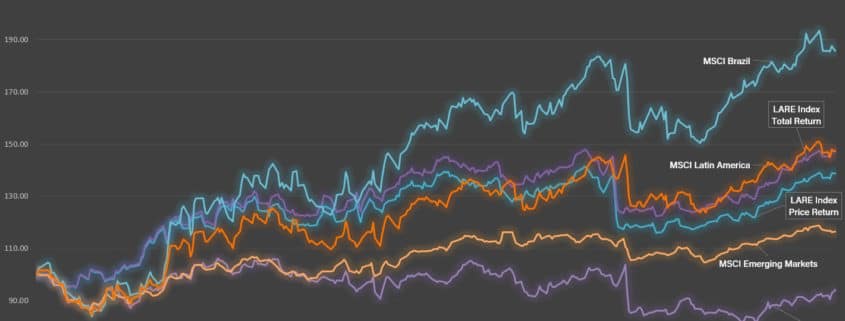 190.00
MSCI Brazil
170.00
LARE Index
Total Return
150.00
MSCI Latin America
130.00
LARE Index
Price Return
110.00
MSCI Emerging Markets
90.00